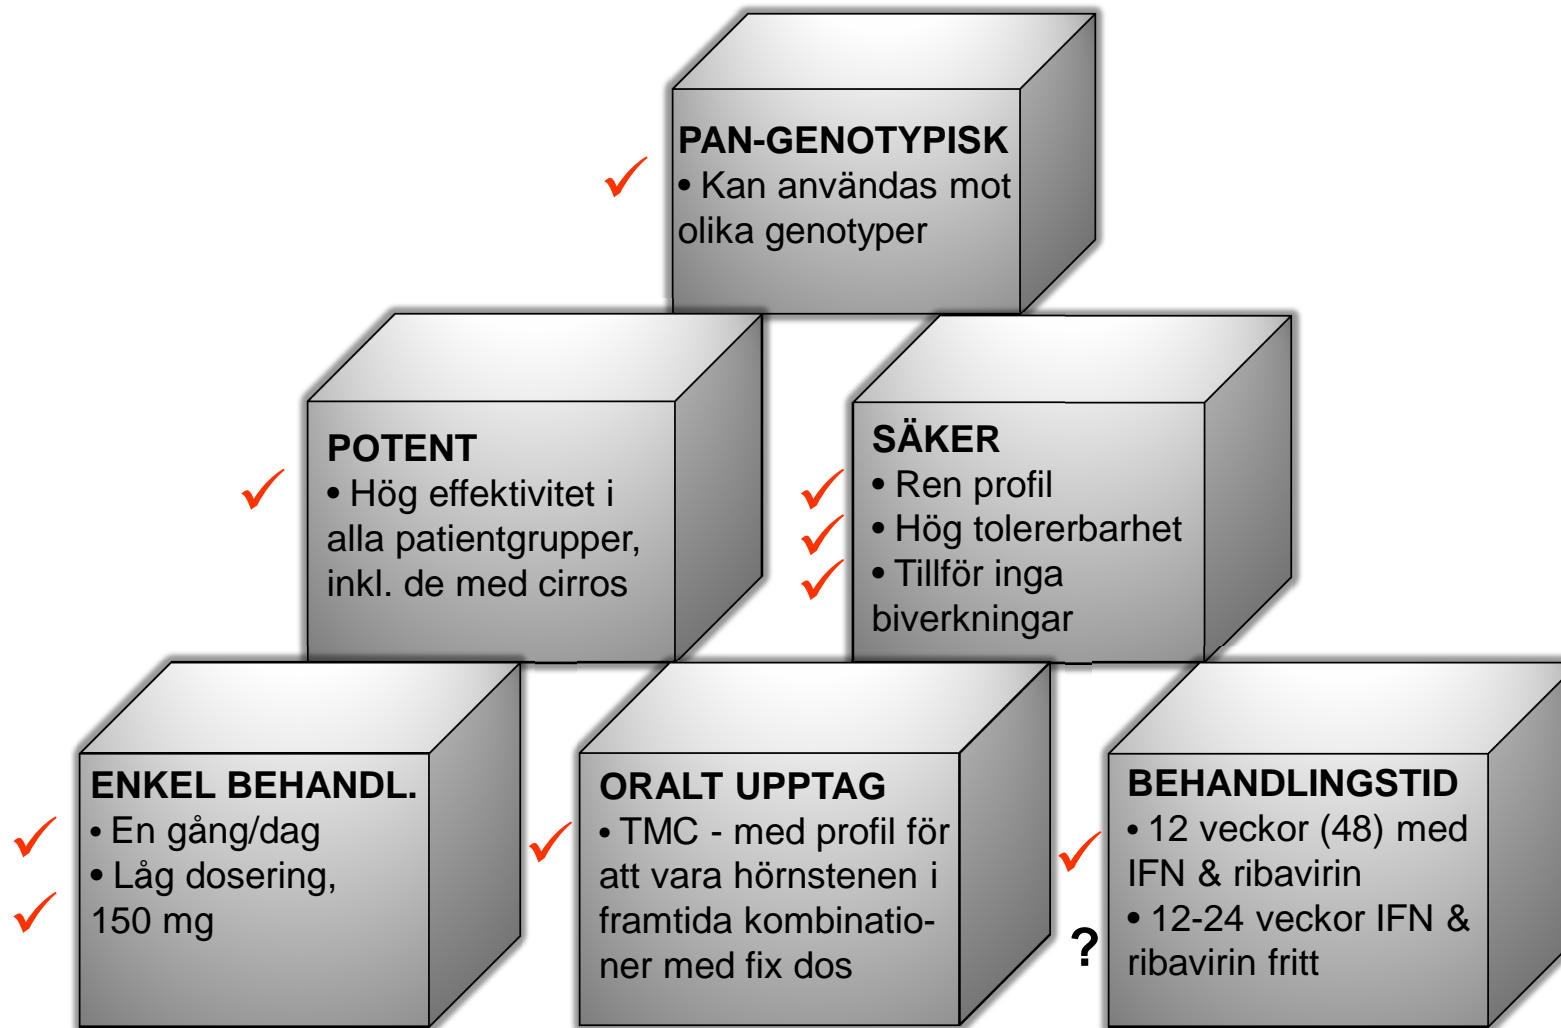 PAN-GENOTYPISK
• Kan användas mot
olika genotyper
POTENT
• Hög effektivitet i
alla patientgrupper,
inkl. de med cirros
SÄKER
• Ren profil
• Hög tolererbarhet
• Tillför inga
biverkningar
ENKEL BEHANDL.
• En gång/dag
• Låg dosering,
150 mg
ORALT UPPTAG
• TMC - med profil för
att vara hörnstenen i
framtida kombinatio-
ner med fix dos
BEHANDLINGSTID
• 12 veckor (48) med
IFN & ribavirin
• 12-24 veckor IFN &
ribavirin fritt
?